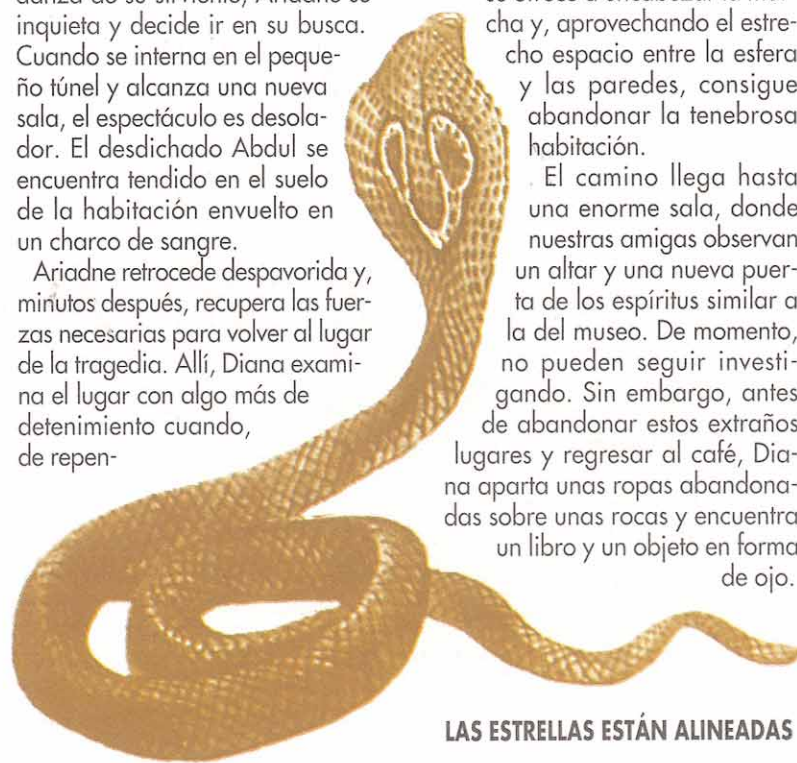 inquieta y decide ir en su busca.
Cuando se interna en el peque-
ño túnel y alcanza una nueva
sala, el espectáculo es desola-
dor. El desdichado Abdul se
encuentra tendido en el suelo
de la habitación envuelto en
un charco de sangre.
Ariadne retrocede despavorida y,
minutos después, recupera las fuer-
zas necesarias para volver al lugar
de la tragedia. Allí, Diana exami-
na el lugar con algo más de
detenimiento cuando,
de repen-
cha y, aprovechando el estre-
cho espacio entre la esfera
y las paredes, consigue
abandonar la tenebrosa
habitación.
El camino llega hasta
una enorme sala, donde
nuestras amigas observan
un altar y una nueva puer-
ta de los espíritus similar a
la del museo. De momento,
no pueden seguir investi-
gando. Sin embargo, antes
de abandonar estos extraños
lugares y regresar al café, Dia-
na aparta unas ropas abandona-
das sobre unas rocas y encuentra
un libro y un objeto en forma
de ojo.
LAS ESTRELLAS ESTÁN ALINEADAS